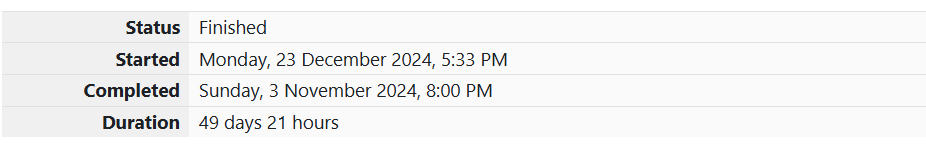 Status Finished
Started Monday, 23 December 2024, 5:33 PM
Completed Sunday, 3 November 2024, 8:00 PM
Duration 49 days 21 hours